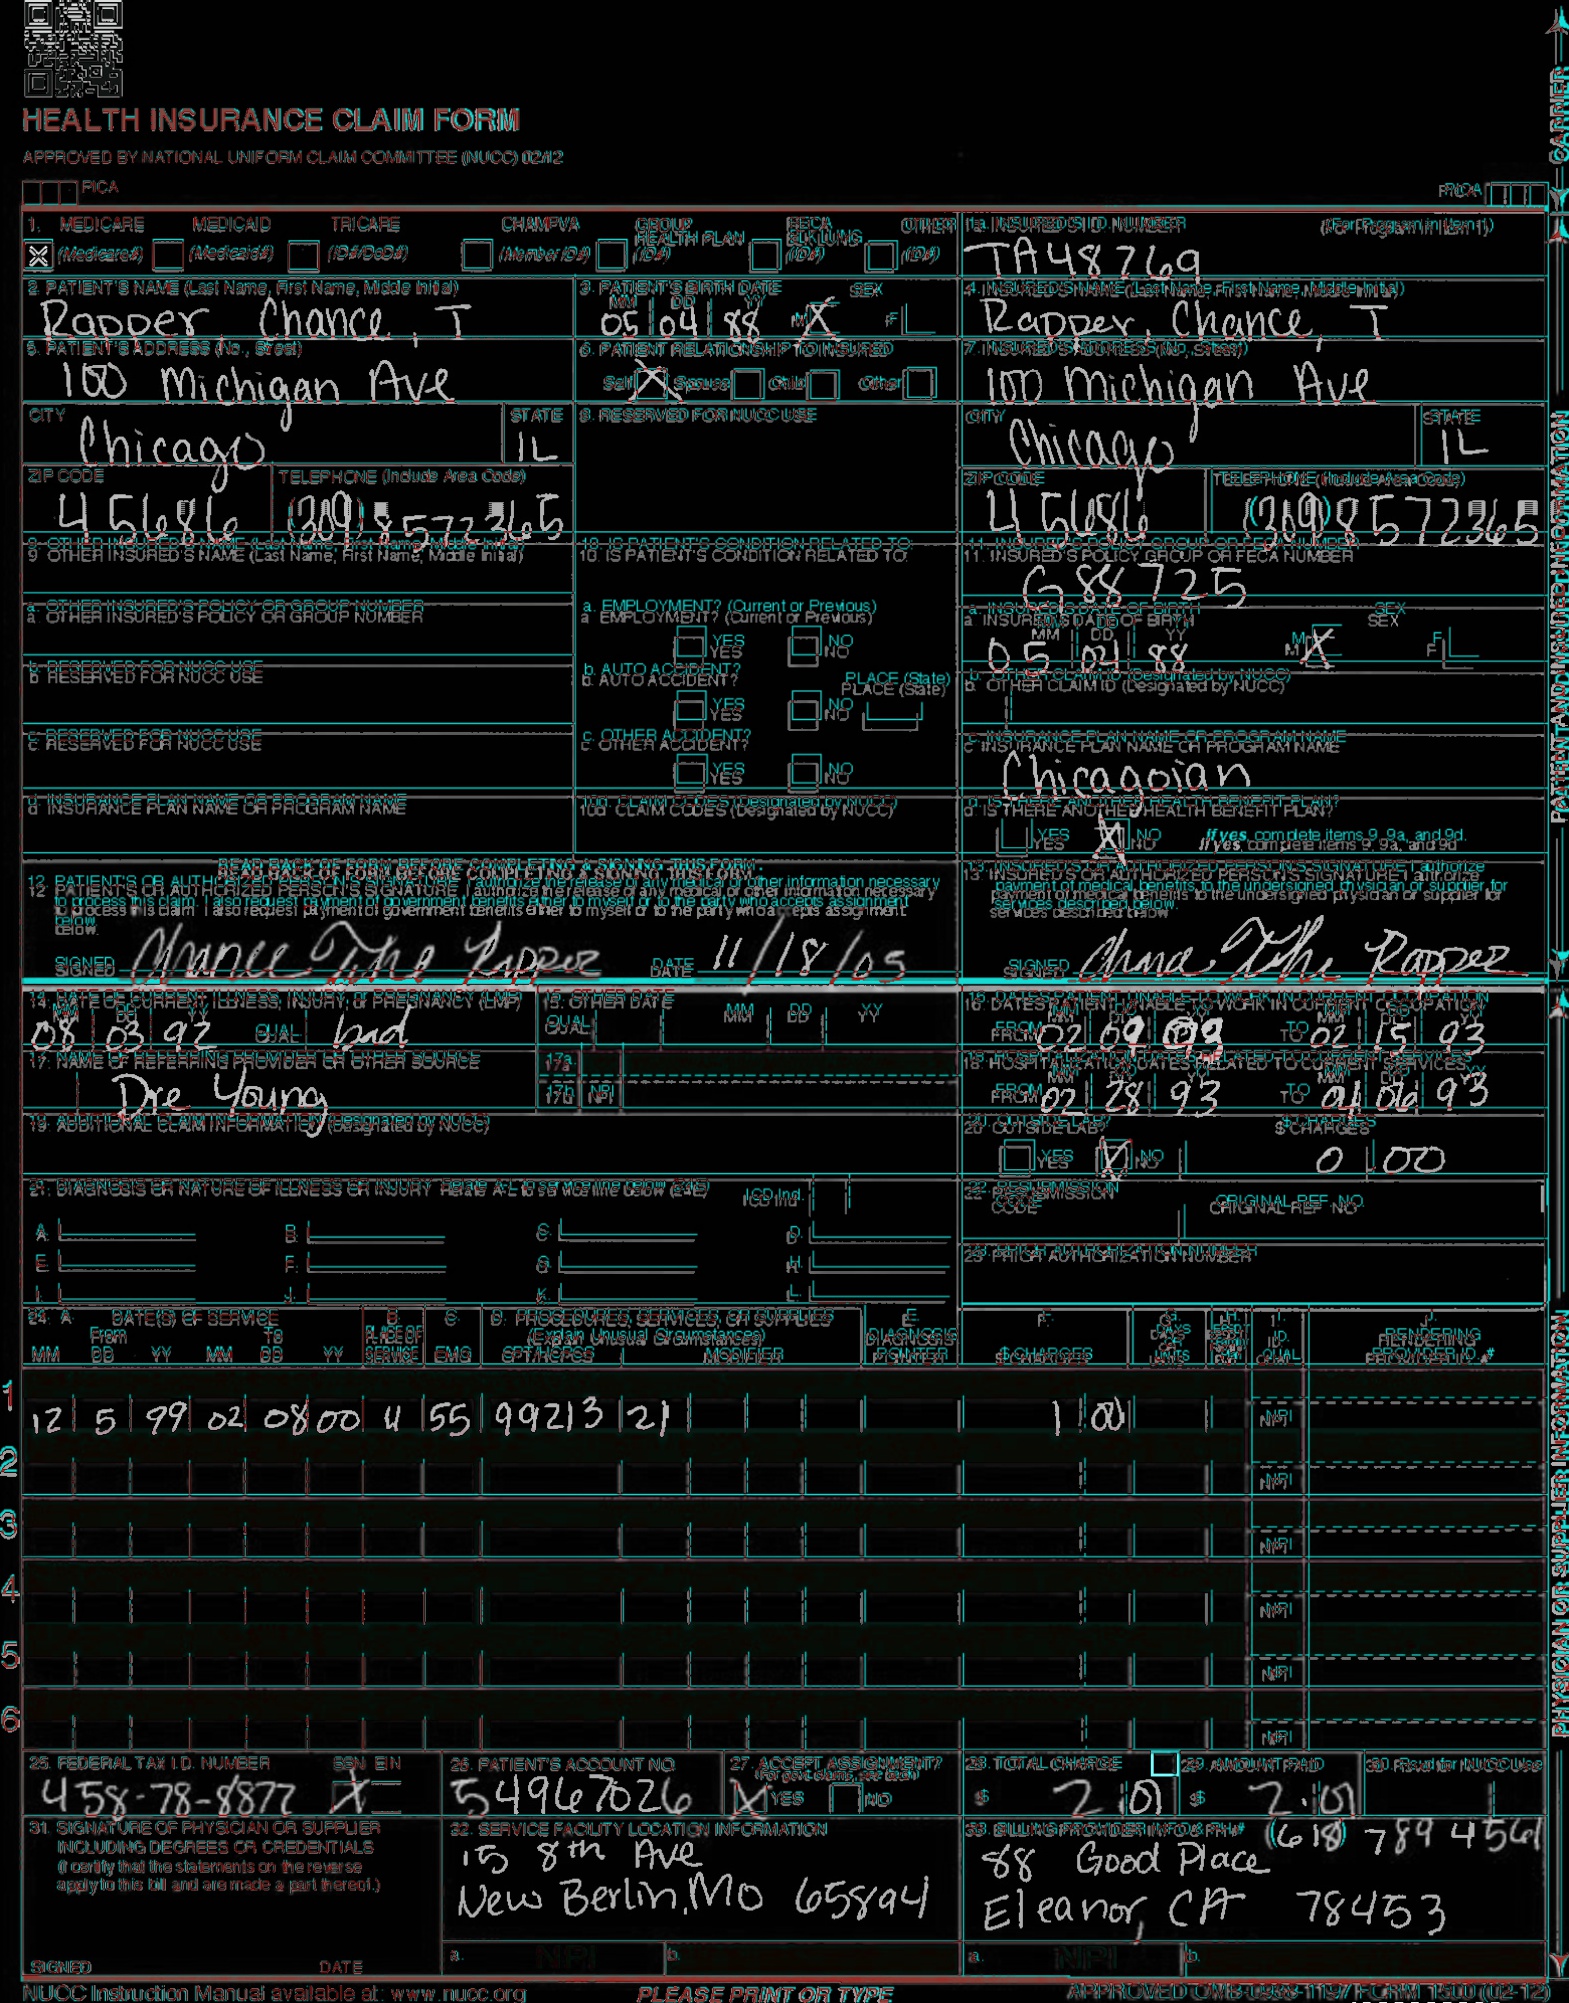 HEALTH INSURANCE CLAIM FORM
APPROVED BY NATIONAL UNIFORM CLAIM COMMITTEE (NUCC) 02/12
PICA
PICA
1. MEDICARE MEDICAID TRICARE CHAMPVA GROUP HEALTH PLAN FECA BLK LUNG OTHER
(Medicare#) (Medicaid#) (ID#/DoD#) (Member ID#) (ID#) (ID#) (ID#)
1a. INSURED'S I.D. NUMBER (For Program in Item 1)
TA48769
2. PATIENT'S NAME (Last Name, First Name, Middle Initial)
Rapper, Chance, T
3. PATIENT'S BIRTH DATE SEX
MM DD YY
05 04 88 M X F
4. INSURED'S NAME (Last Name, First Name, Middle Initial)
Rapper, Chance, T
5. PATIENT'S ADDRESS (No., Street)
100 Michigan Ave
6. PATIENT RELATIONSHIP TO INSURED
Self X Spouse Child Other
7. INSURED'S ADDRESS (No., Street)
100 Michigan Ave
CITY STATE
Chicago IL
8. RESERVED FOR NUCC USE
CITY STATE
Chicago IL
ZIP CODE TELEPHONE (Include Area Code)
45686 (309) 8572365
ZIP CODE TELEPHONE (Include Area Code)
45686 (309) 8572365
9. OTHER INSURED'S NAME (Last Name, First Name, Middle Initial)
10. IS PATIENT'S CONDITION RELATED TO:
11. INSURED'S POLICY GROUP OR FECA NUMBER
G88725
a. OTHER INSURED'S POLICY OR GROUP NUMBER
a. EMPLOYMENT? (Current or Previous)
YES NO
a. INSURED'S DATE OF BIRTH SEX
MM DD YY
05 04 88 M X F
b. RESERVED FOR NUCC USE
b. AUTO ACCIDENT? PLACE (State)
YES NO
b. OTHER CLAIM ID (Designated by NUCC)
c. RESERVED FOR NUCC USE
c. OTHER ACCIDENT?
YES NO
c. INSURANCE PLAN NAME OR PROGRAM NAME
Chicagoian
d. INSURANCE PLAN NAME OR PROGRAM NAME
10d. CLAIM CODES (Designated by NUCC)
d. IS THERE ANOTHER HEALTH BENEFIT PLAN?
YES X NO If yes, complete items 9, 9a, and 9d.
READ BACK OF FORM BEFORE COMPLETING & SIGNING THIS FORM.
12. PATIENT'S OR AUTHORIZED PERSON'S SIGNATURE I authorize the release of any medical or other information necessary
to process this claim. I also request payment of government benefits either to myself or to the party who accepts assignment
below.
SIGNED Chance The Rapper DATE 11/18/05
13. INSURED'S OR AUTHORIZED PERSON'S SIGNATURE I authorize
payment of medical benefits to the undersigned physician or supplier for
services described below.
SIGNED Chance The Rapper
14. DATE OF CURRENT ILLNESS, INJURY, or PREGNANCY (LMP)
MM DD YY
08 03 92 QUAL. bad
15. OTHER DATE
QUAL. MM DD YY
16. DATES PATIENT UNABLE TO WORK IN CURRENT OCCUPATION
FROM 02 09 TO 02 15 93
17. NAME OF REFERRING PROVIDER OR OTHER SOURCE
Dre Young
17a.
17b. NPI
18. HOSPITALIZATION DATES RELATED TO CURRENT SERVICES
FROM 02 28 93 TO 04 06 93
19. ADDITIONAL CLAIM INFORMATION (Designated by NUCC)
20. OUTSIDE LAB? $ CHARGES
YES NO 0 00
21. DIAGNOSIS OR NATURE OF ILLNESS OR INJURY Relate A-L to service line below (24E) ICD Ind.
A. B. C. D.
E. F. G. H.
I. J. K. L.
22. RESUBMISSION CODE ORIGINAL REF. NO.
23. PRIOR AUTHORIZATION NUMBER
24. A. DATE(S) OF SERVICE B. C. D. PROCEDURES, SERVICES, OR SUPPLIES E. F. G. H. I. J.
From To PLACE OF (Explain Unusual Circumstances) DIAGNOSIS DAYS ID. RENDERING
MM DD YY MM DD YY SERVICE EMG CPT/HCPCS MODIFIER POINTER $ CHARGES UNITS QUAL. PROVIDER ID. #
1
12 5 99 02 08 00 4 55 99213 21 1 00 NPI
2 NPI
3 NPI
4 NPI
5 NPI
6 NPI
25. FEDERAL TAX I.D. NUMBER SSN EIN
458-78-8877 X
26. PATIENT'S ACCOUNT NO.
54967026
27. ACCEPT ASSIGNMENT?
(For govt. claims, see back)
X YES NO
28. TOTAL CHARGE
$ 2 01
29. AMOUNT PAID
$ 2.01
30. Rsvd for NUCC Use
31. SIGNATURE OF PHYSICIAN OR SUPPLIER
INCLUDING DEGREES OR CREDENTIALS
(I certify that the statements on the reverse
apply to this bill and are made a part thereof.)
SIGNED DATE
32. SERVICE FACILITY LOCATION INFORMATION
15 8th Ave
New Berlin, MO 65894
a. NPI b.
33. BILLING PROVIDER INFO & PH# (618) 7894561
88 Good Place
Eleanor, CA 78453
a. NPI b.
NUCC Instruction Manual available at: www.nucc.org
PLEASE PRINT OR TYPE
APPROVED OMB-0938-1197 FORM 1500 (02-12)
CARRIER
PATIENT AND INSURED INFORMATION
PHYSICIAN OR SUPPLIER INFORMATION